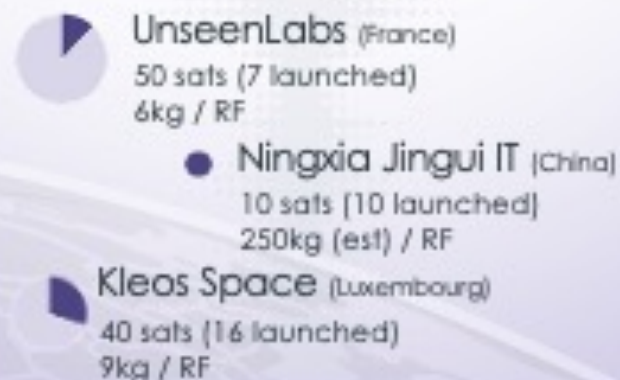 UnseenLabs (France)
50 sats (7 launched)
6kg / RF
Ningxia Jingui IT (China)
10 sats (10 launched)
250kg (est) / RF
Kleos Space (Luxembourg)
40 sats (16 launched)
9kg / RF